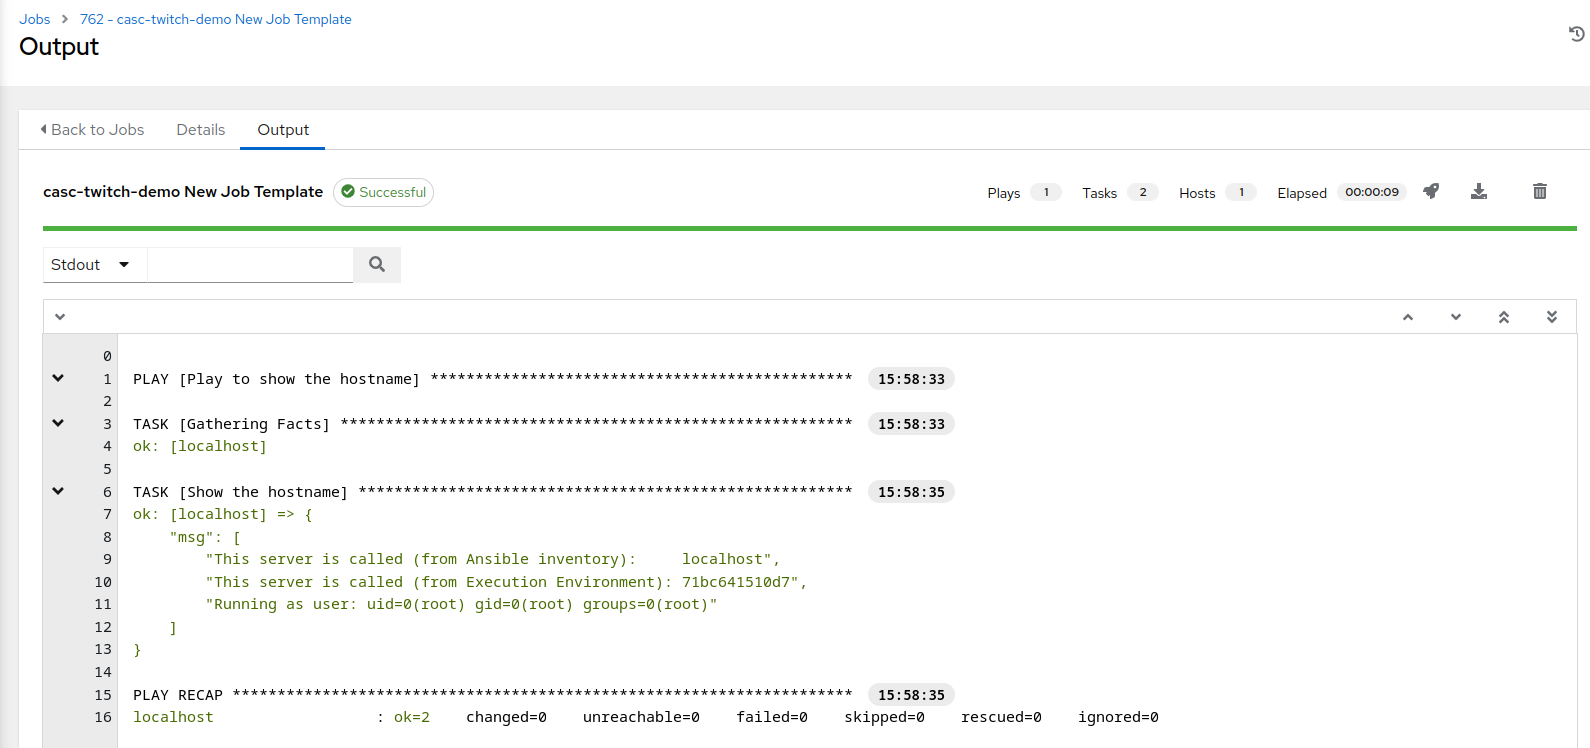 Jobs > 762 - casc-twitch-demo New Job Template
Output
Back to Jobs Details Output
casc-twitch-demo New Job Template Successful Plays 1 Tasks 2 Hosts 1 Elapsed 00:00:09
Stdout
0
1 PLAY [Play to show the hostname] *********************************************** 15:58:33
2
3 TASK [Gathering Facts] ********************************************************* 15:58:33
4 ok: [localhost]
5
6 TASK [Show the hostname] ******************************************************* 15:58:35
7 ok: [localhost] => {
8     "msg": [
9         "This server is called (from Ansible inventory):     localhost",
10         "This server is called (from Execution Environment): 71bc641510d7",
11         "Running as user: uid=0(root) gid=0(root) groups=0(root)"
12     ]
13 }
14
15 PLAY RECAP ********************************************************************* 15:58:35
16 localhost                  : ok=2    changed=0    unreachable=0    failed=0    skipped=0    rescued=0    ignored=0